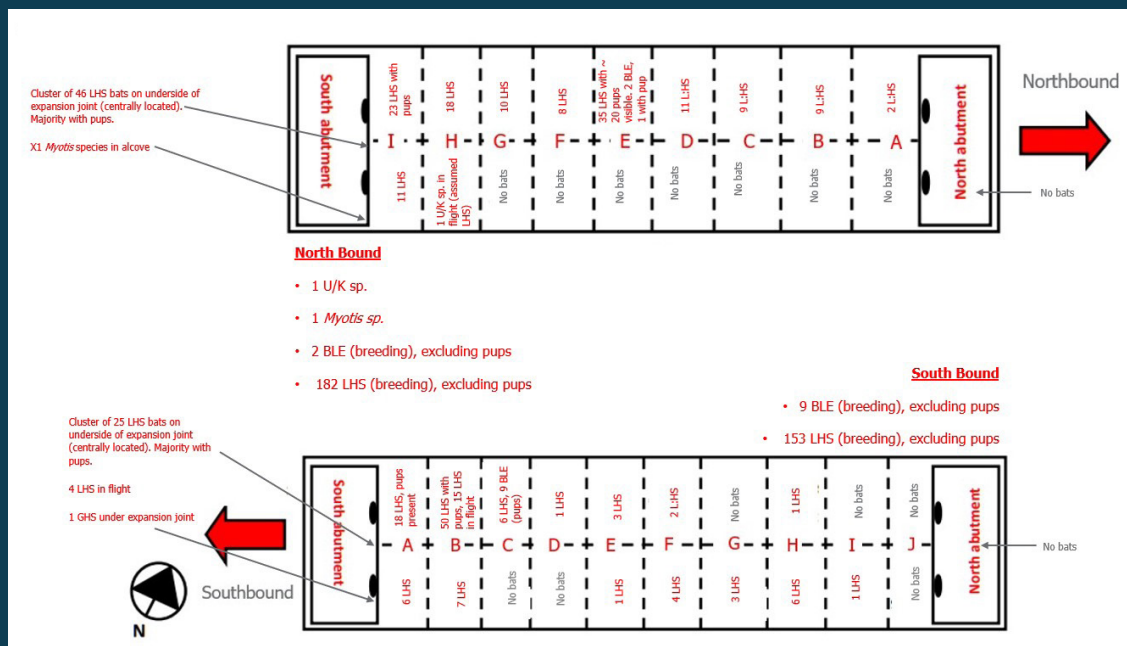 Cluster of 46 LHS bats on underside of
expansion joint (centrally located).
Majority with pups.
X1 Myotis species in alcove
South abutment
23 LHS with
pups
18 LHS
10 LHS
8 LHS
35 LHS with ~
20 pups
visible. 2 BLE,
1 with pup
11 L:HS
9 L:HS
9 L:HS
2 L:HS
I
H
G
F
E
D
C
B
A
11 LHS
1 U/K sp. in
flight (assumed
LHS)
No bats
No bats
No bats
No bats
No bats
No bats
No bats
North abutment
Northbound
No bats
North Bound
• 1 U/K sp.
• 1 Myotis sp.
• 2 BLE (breeding), excluding pups
• 182 LHS (breeding), excluding pups
South Bound
• 9 BLE (breeding), excluding pups
• 153 LHS (breeding), excluding pups
Cluster of 25 LHS bats on
underside of expansion joint
(centrally located). Majority with
pups.
4 LHS in flight
1 GHS under expansion joint
Southbound
N
South abutment
18 LHS, pups
present
50 LHS with
pups, 15 LHS
in flight
6 LHS, 9 BLE
(pups)
1 LHS
3 LHS
2 L:HS
No bats
1 LHS
No bats
No bats
A
B
C
D
E
F
G
H
I
J
6 LHS
7 LHS
No bats
No bats
1 LHS
4 LHS
3 LHS
6 LHS
1 LHS
No bats
North abutment
No bats